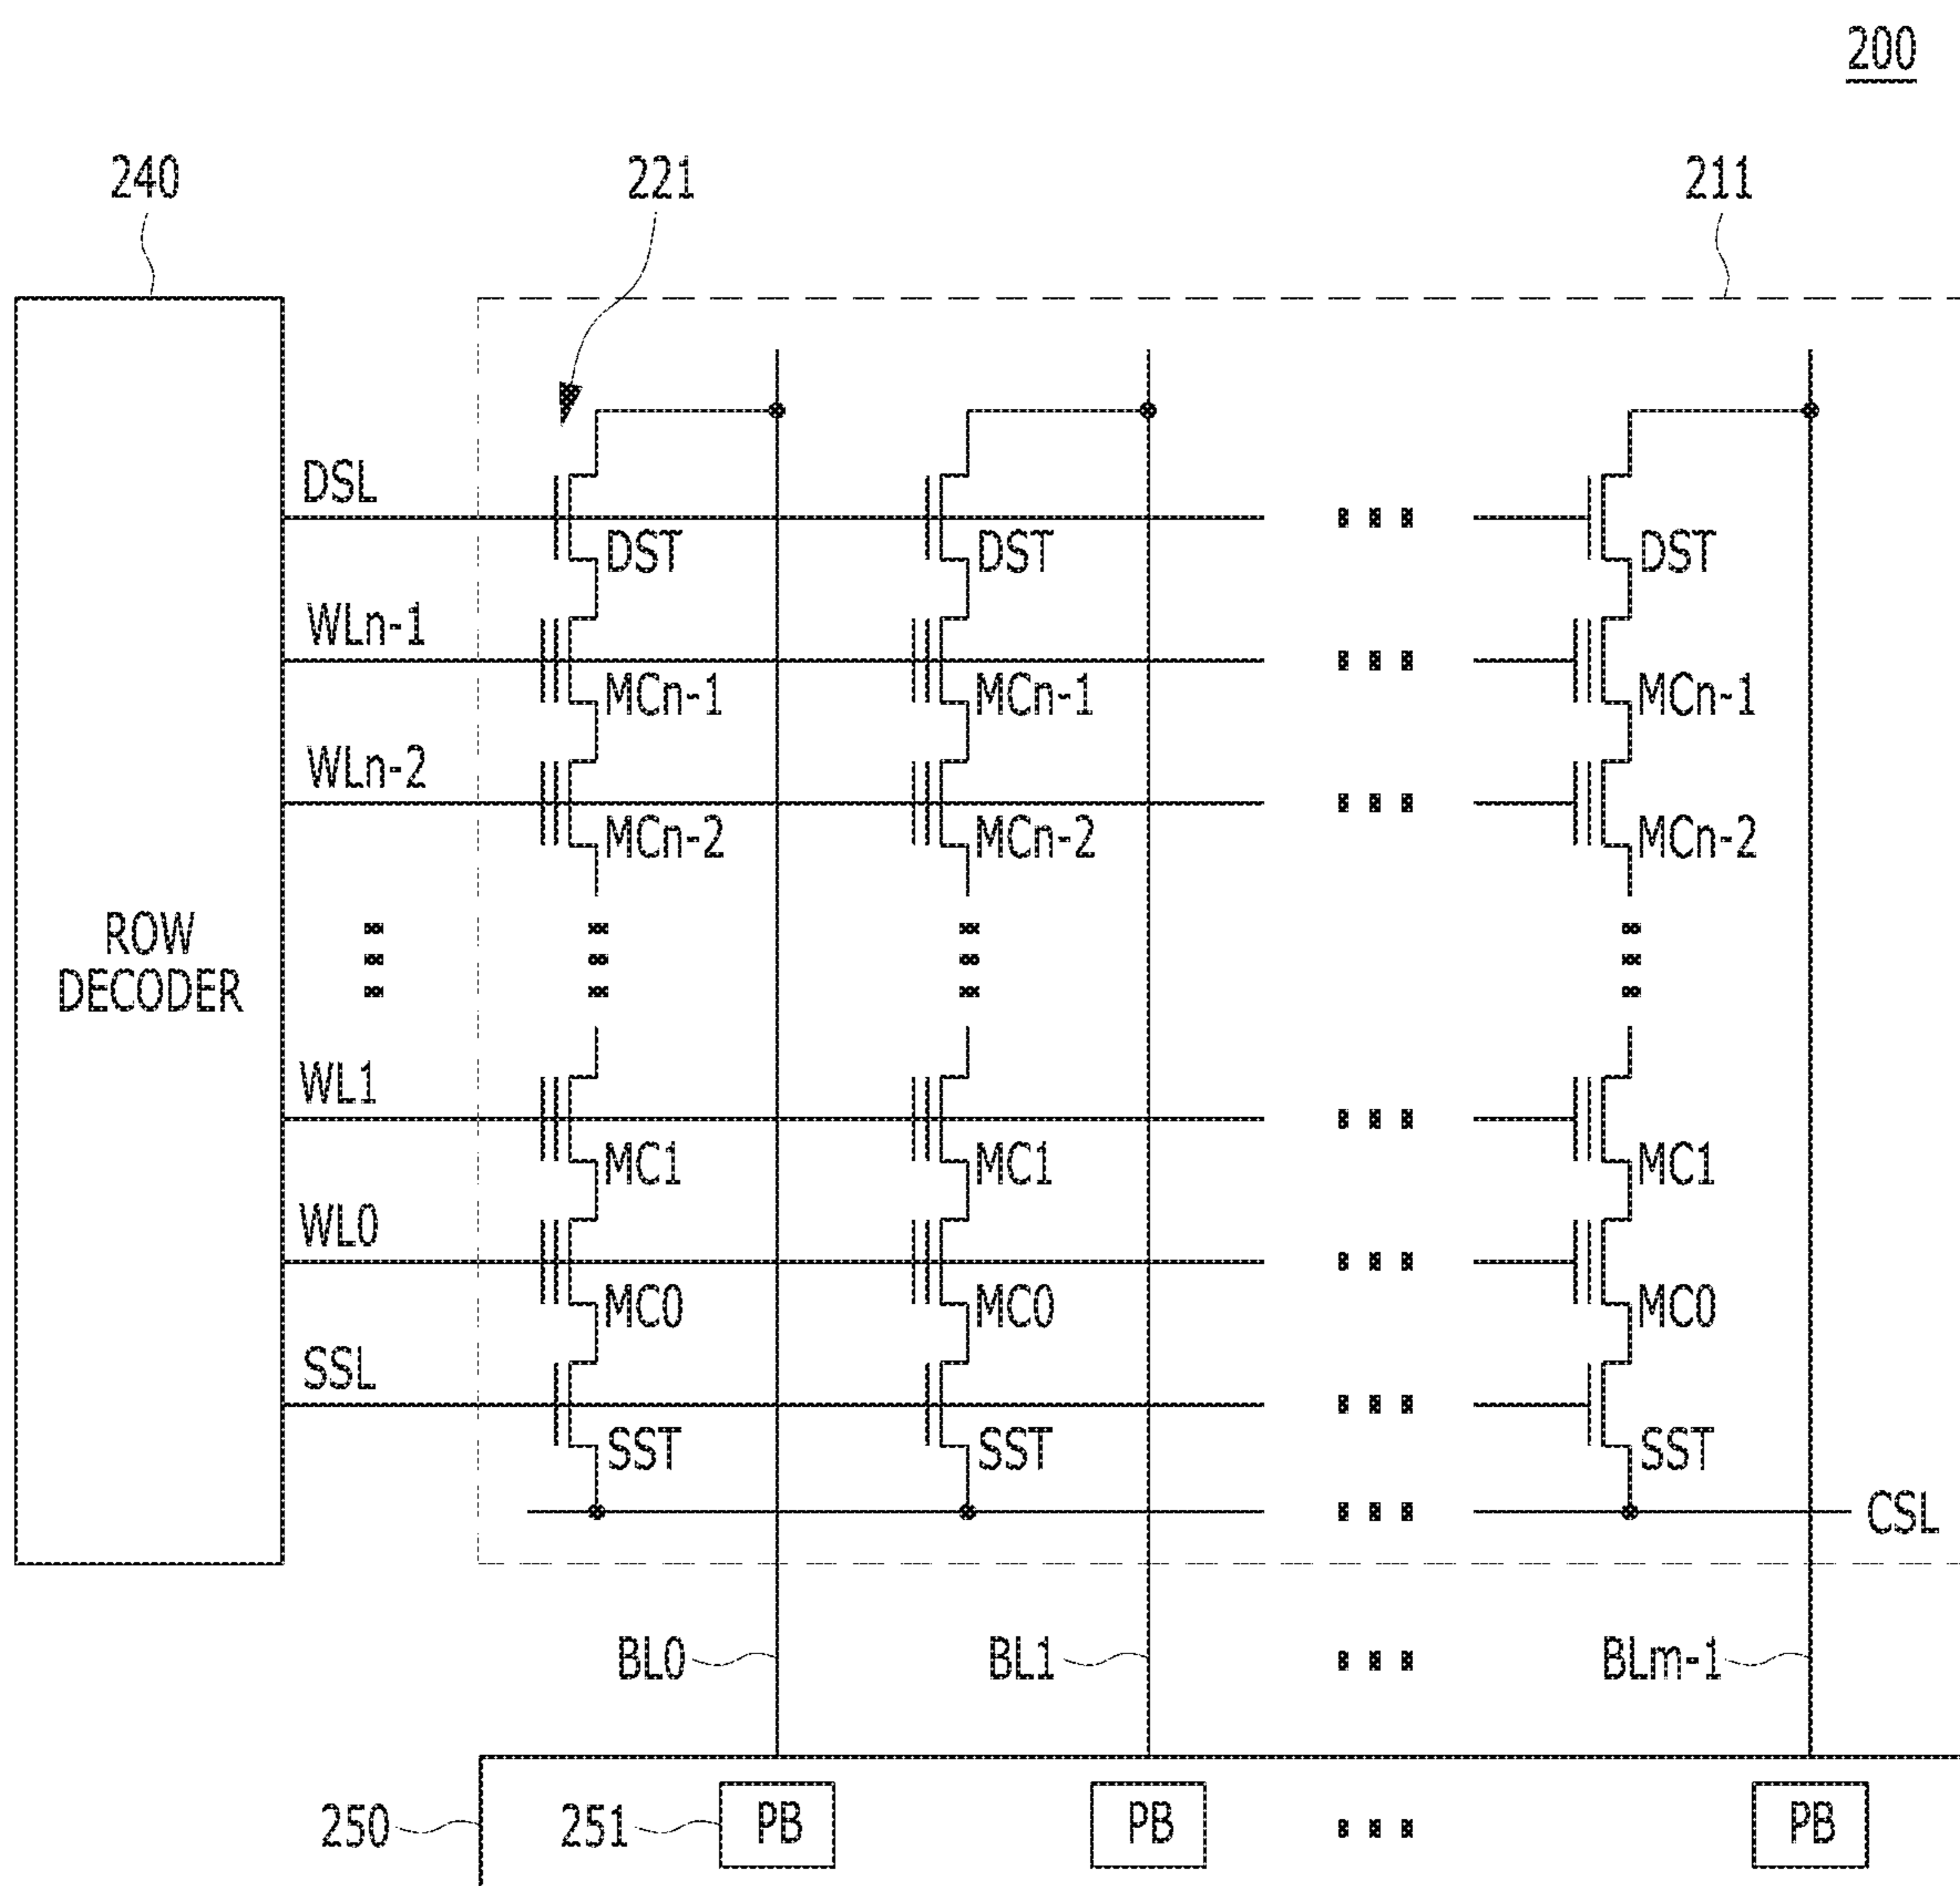 200
240
221
211
DSL
DST
DST
DST
WLn-1
MCn-1
MCn-1
MCn-1
WLn-2
MCn-2
MCn-2
MCn-2
ROW
DECODER
WL1
MC1
MC1
MC1
WL0
MC0
MC0
MC0
SSL
SST
SST
SST
CSL
BL0
BL1
BLm-1
250
251
PB
PB
PB